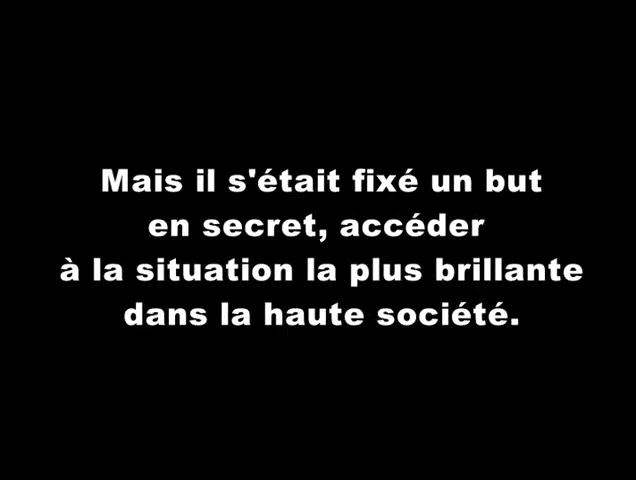 Mais il s'était fixé un but
en secret, accéder
à la situation la plus brillante
dans la haute société.